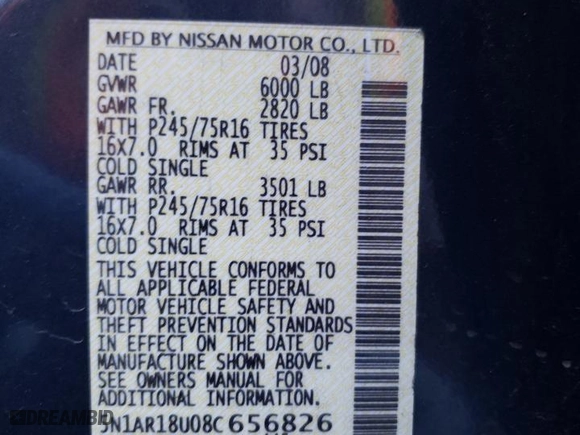 MFD BY NISSAN MOTOR CO., LTD.
DATE 03/08
GVWR 6000 LB
GAWR FR. 2820 LB
WITH P245/75R16 TIRES
16X7.0 RIMS AT 35 PSI
COLD SINGLE
GAWR RR. 3501 LB
WITH P245/75R16 TIRES
16X7.0 RIMS AT 35 PSI
COLD SINGLE
THIS VEHICLE CONFORMS TO
ALL APPLICABLE FEDERAL
MOTOR VEHICLE SAFETY AND
THEFT PREVENTION STANDARDS
IN EFFECT ON THE DATE OF
MANUFACTURE SHOWN ABOVE.
SEE OWNERS MANUAL FOR
ADDITIONAL INFORMATION.
5N1AR18U08C 656826
DREAMBID